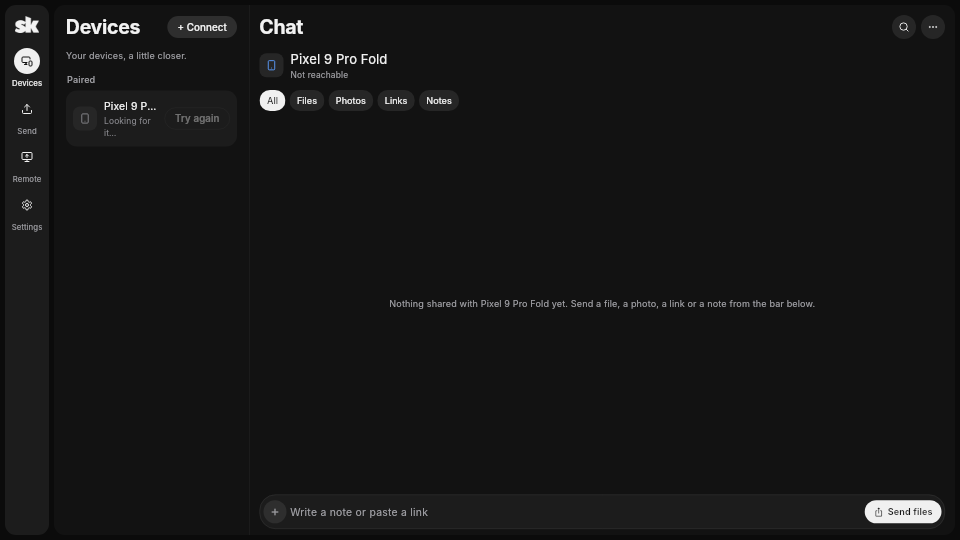 sk
Devices
Send
Remote
Settings
Devices
+ Connect
Your devices, a little closer.
Paired
Pixel 9 P...
Looking for
it...
Try again
Chat
Pixel 9 Pro Fold
Not reachable
All
Files
Photos
Links
Notes
Nothing shared with Pixel 9 Pro Fold yet. Send a file, a photo, a link or a note from the bar below.
Write a note or paste a link
Send files